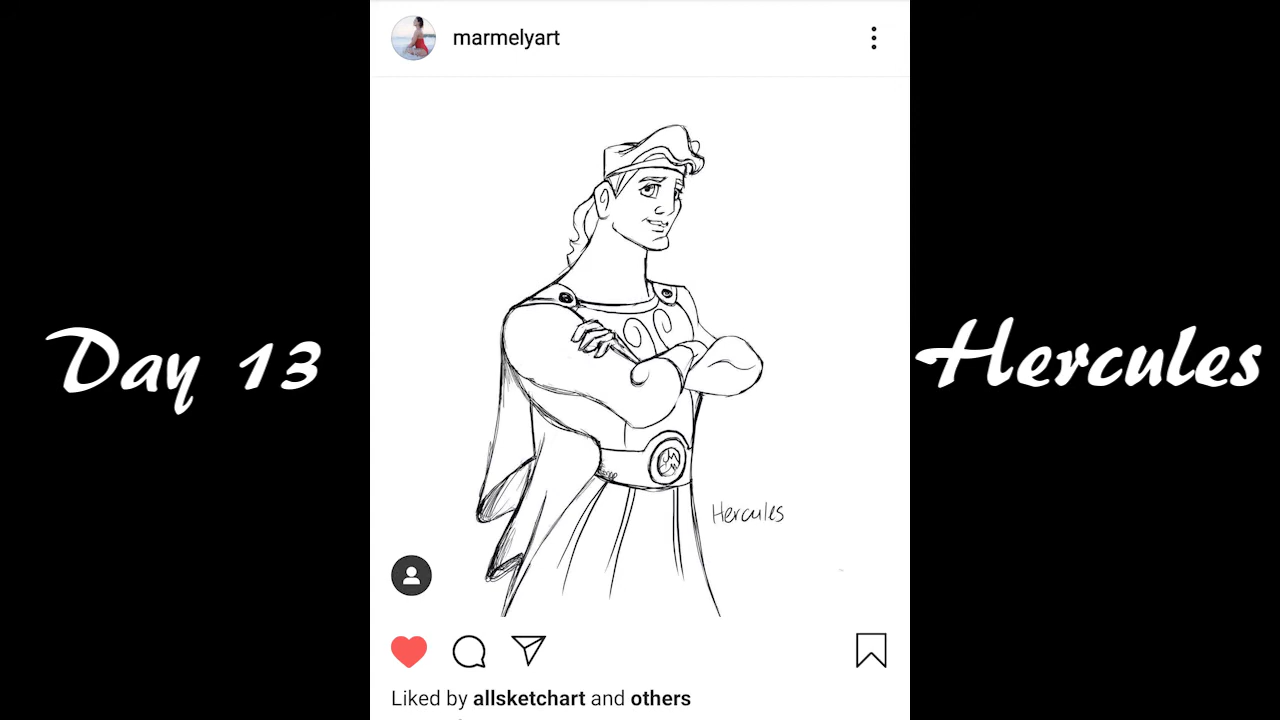 marmelyart
Day 13
Hercules
Hercules
Liked by allsketchart and others